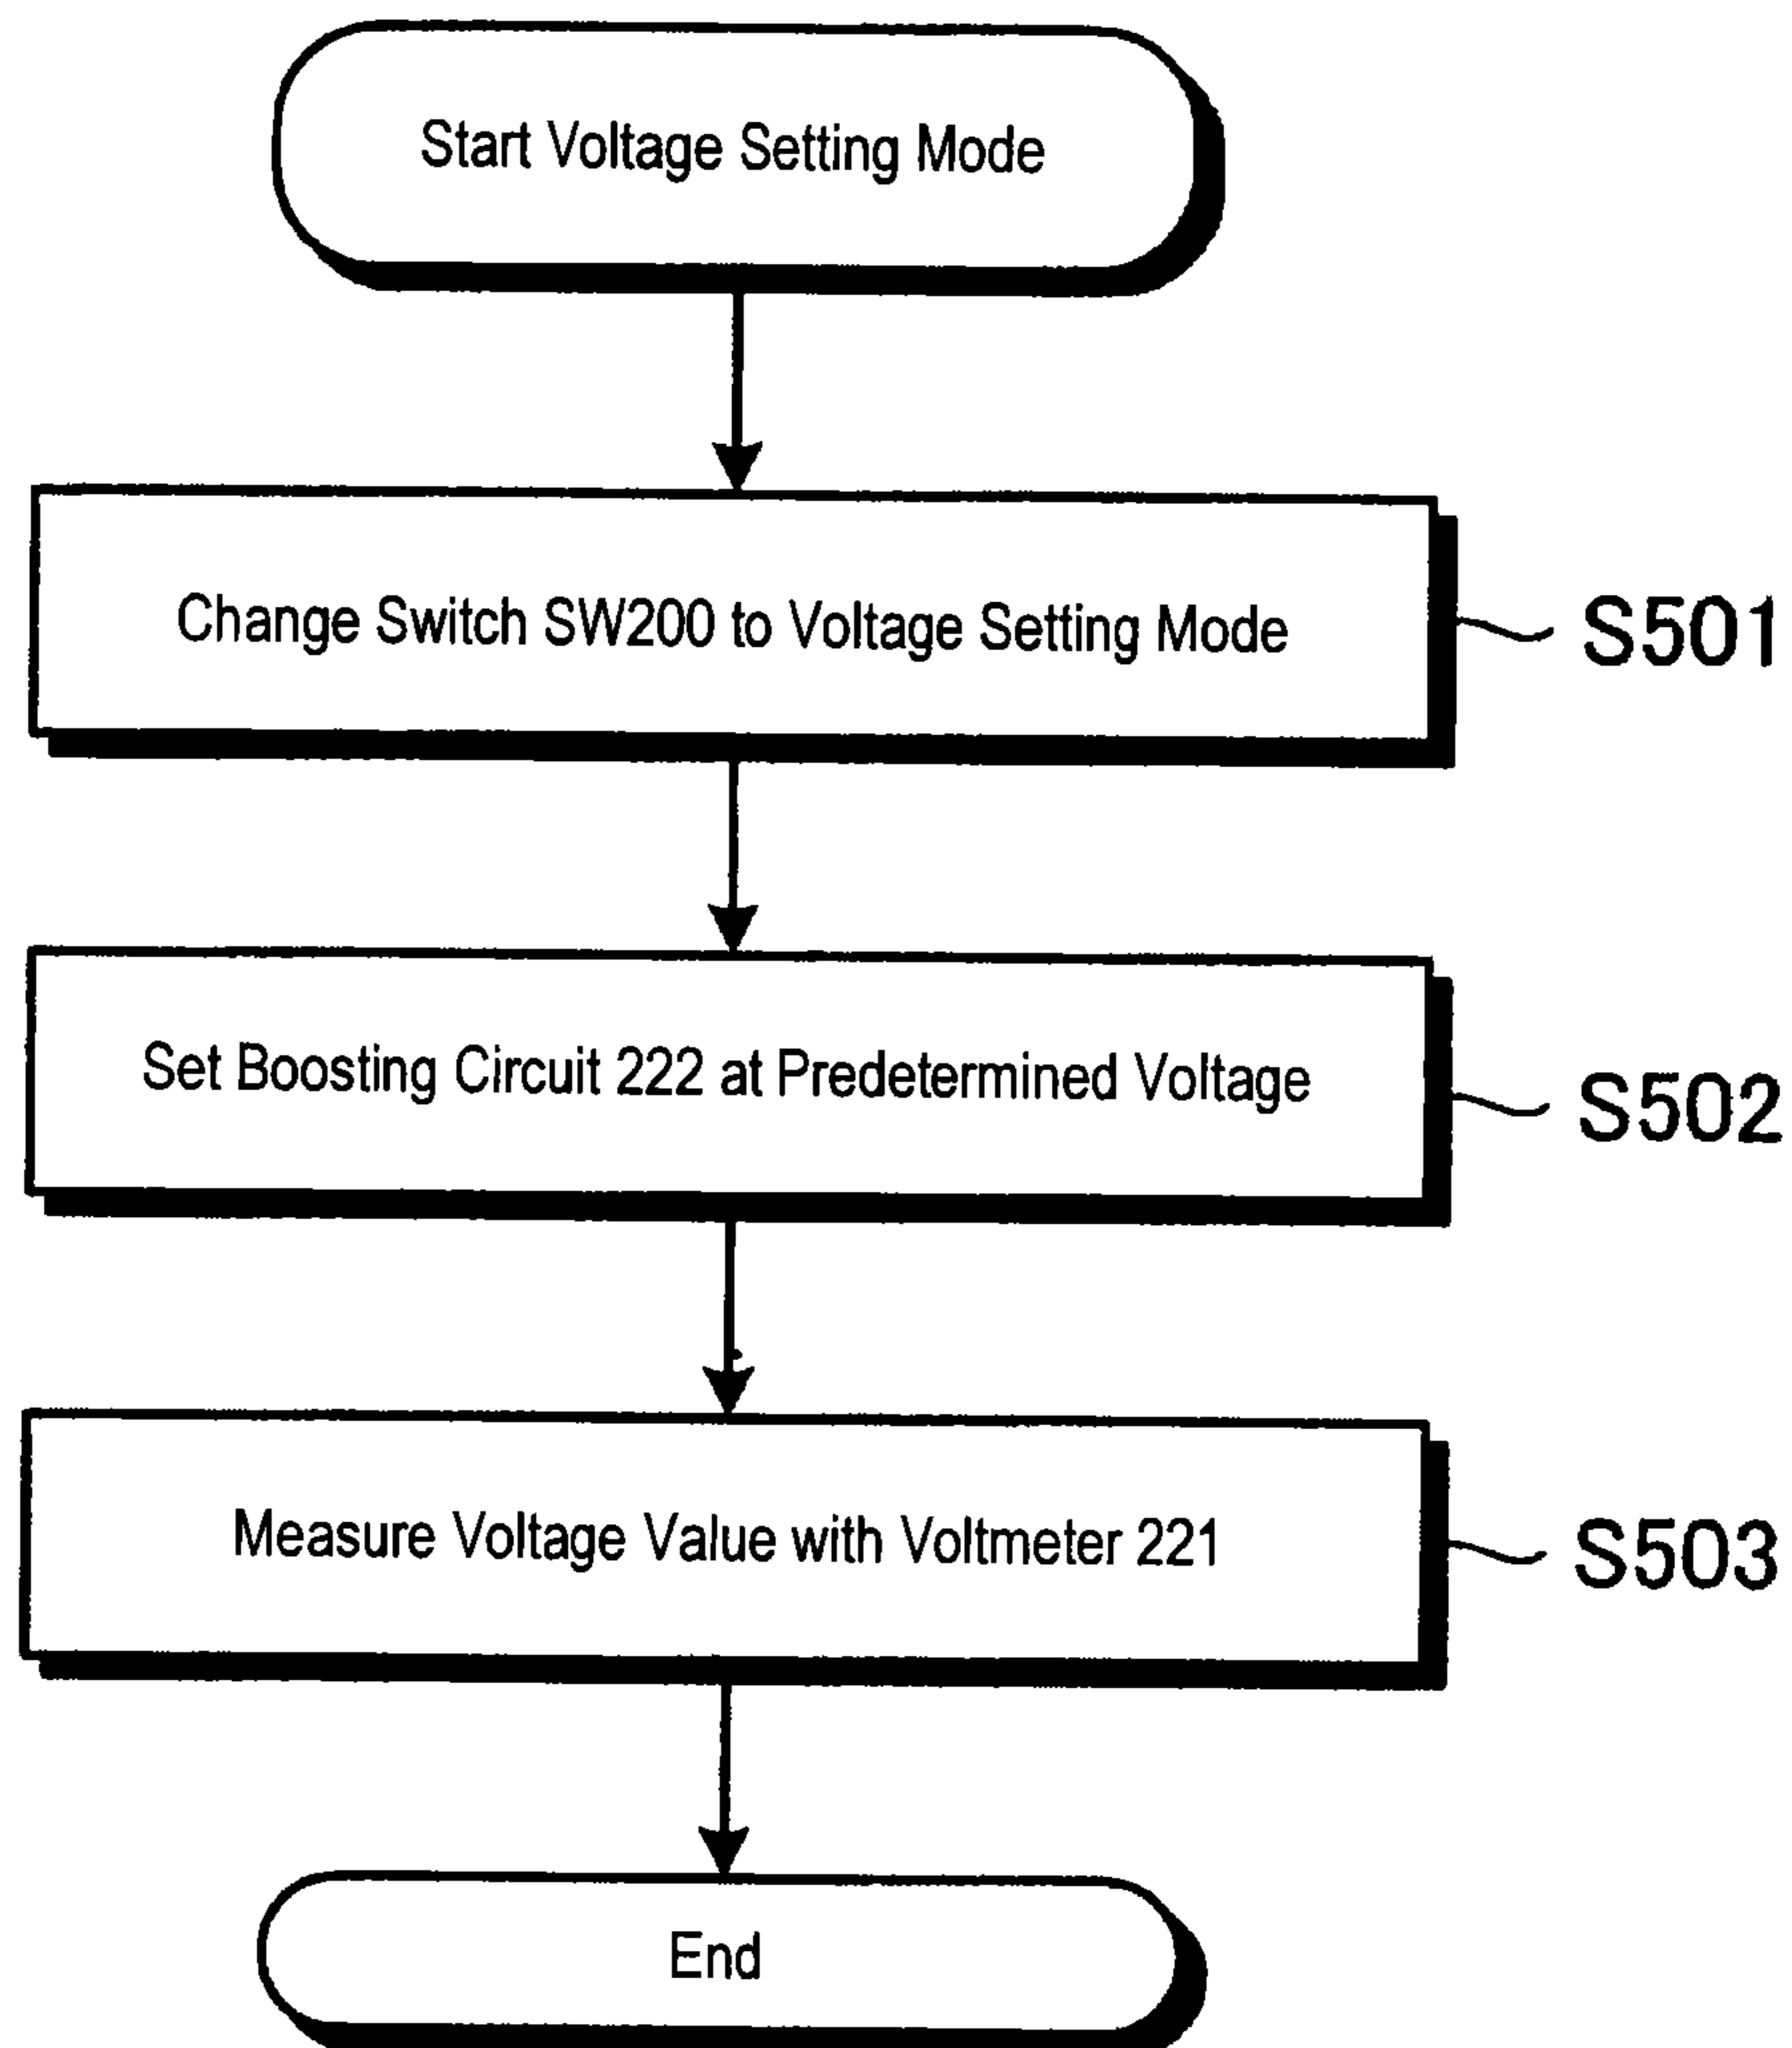 Start Voltage Setting Mode
Change Switch SW200 to Voltage Setting Mode
S501
Set Boosting Circuit 222 at Predetermined Voltage
S502
Measure Voltage Value with Voltmeter 221
S503
End